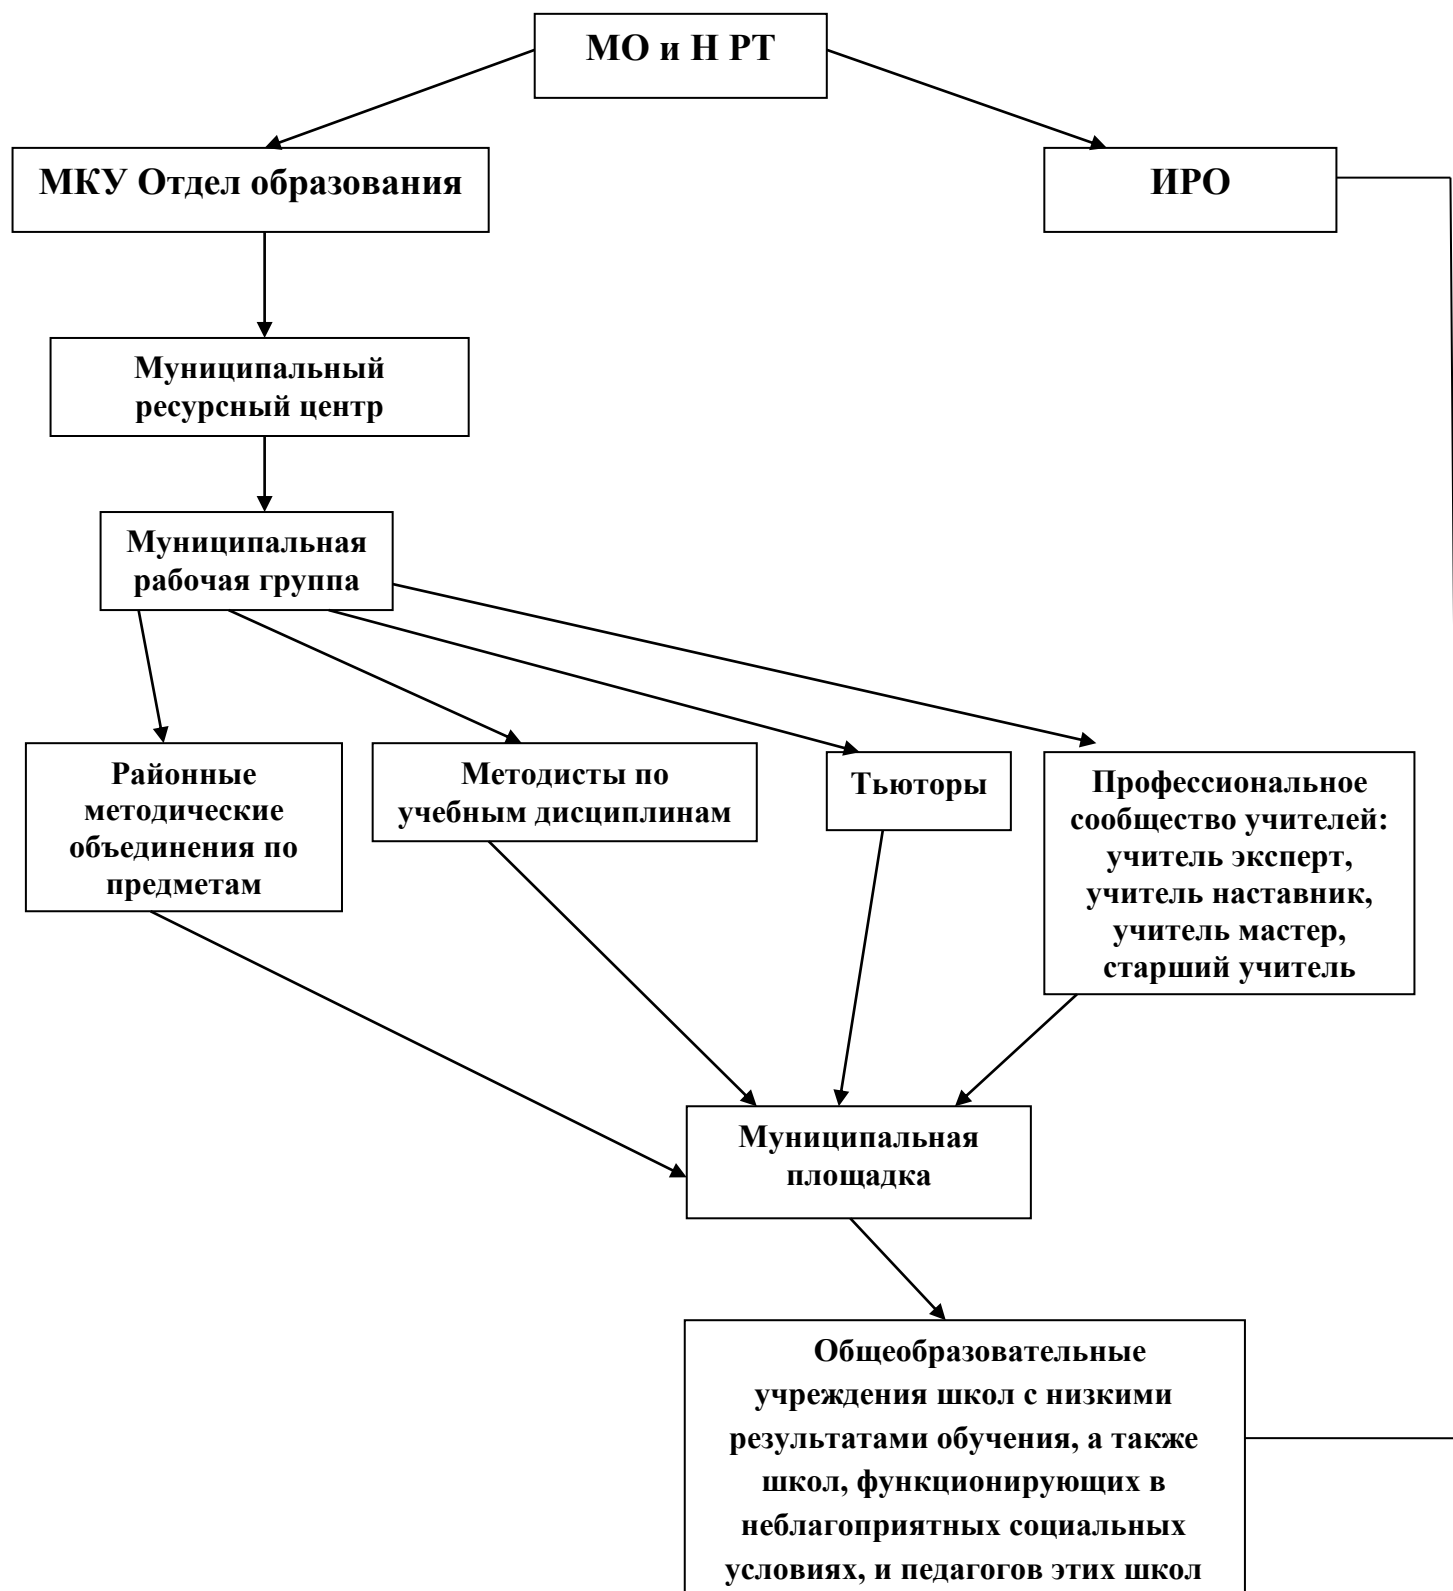 МО и Н РТ
МКУ Отдел образования
ИРО
Муниципальный
ресурсный центр
Муниципальная
рабочая группа
Районные
методические
объединения по
предметам
Методисты по
учебным дисциплинам
Тьюторы
Профессиональное
сообщество учителей:
учитель эксперт,
учитель наставник,
учитель мастер,
старший учитель
Муниципальная
площадка
Общеобразовательные
учреждения школ с низкими
результатами обучения, а также
школ, функционирующих в
неблагоприятных социальных
условиях, и педагогов этих школ